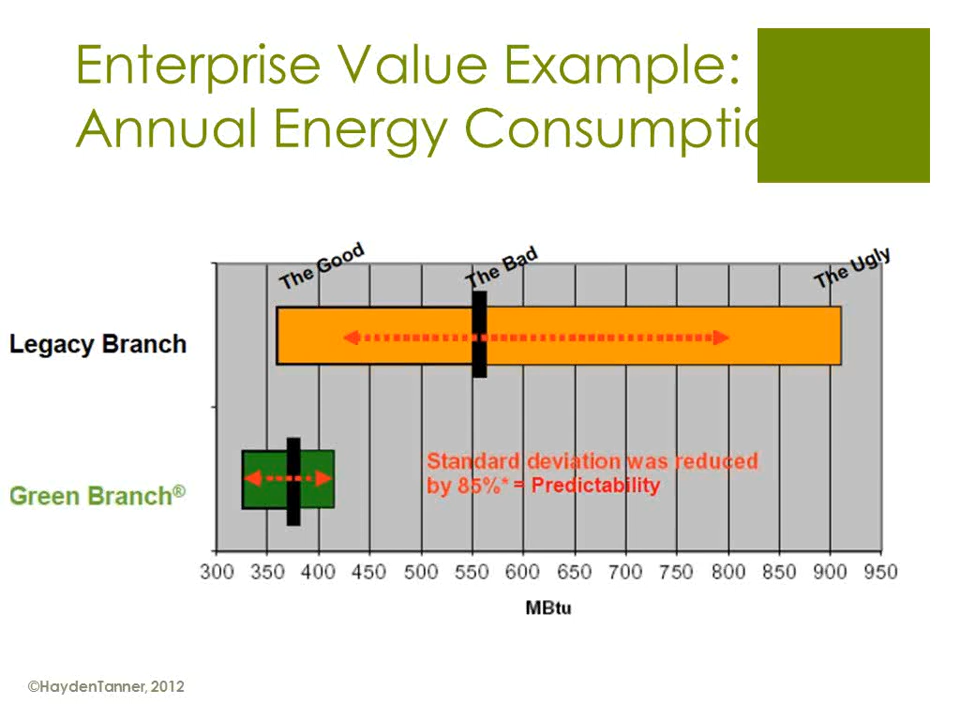 Enterprise Value Example:
Annual Energy Consumptio
The Good
The Bad
The Ugly
Legacy Branch
Green Branch®
Standard deviation was reduced
by 85%* = Predictability
300 350 400 450 500 550 600 650 700 750 800 850 900 950
MBtu
©HaydenTanner, 2012